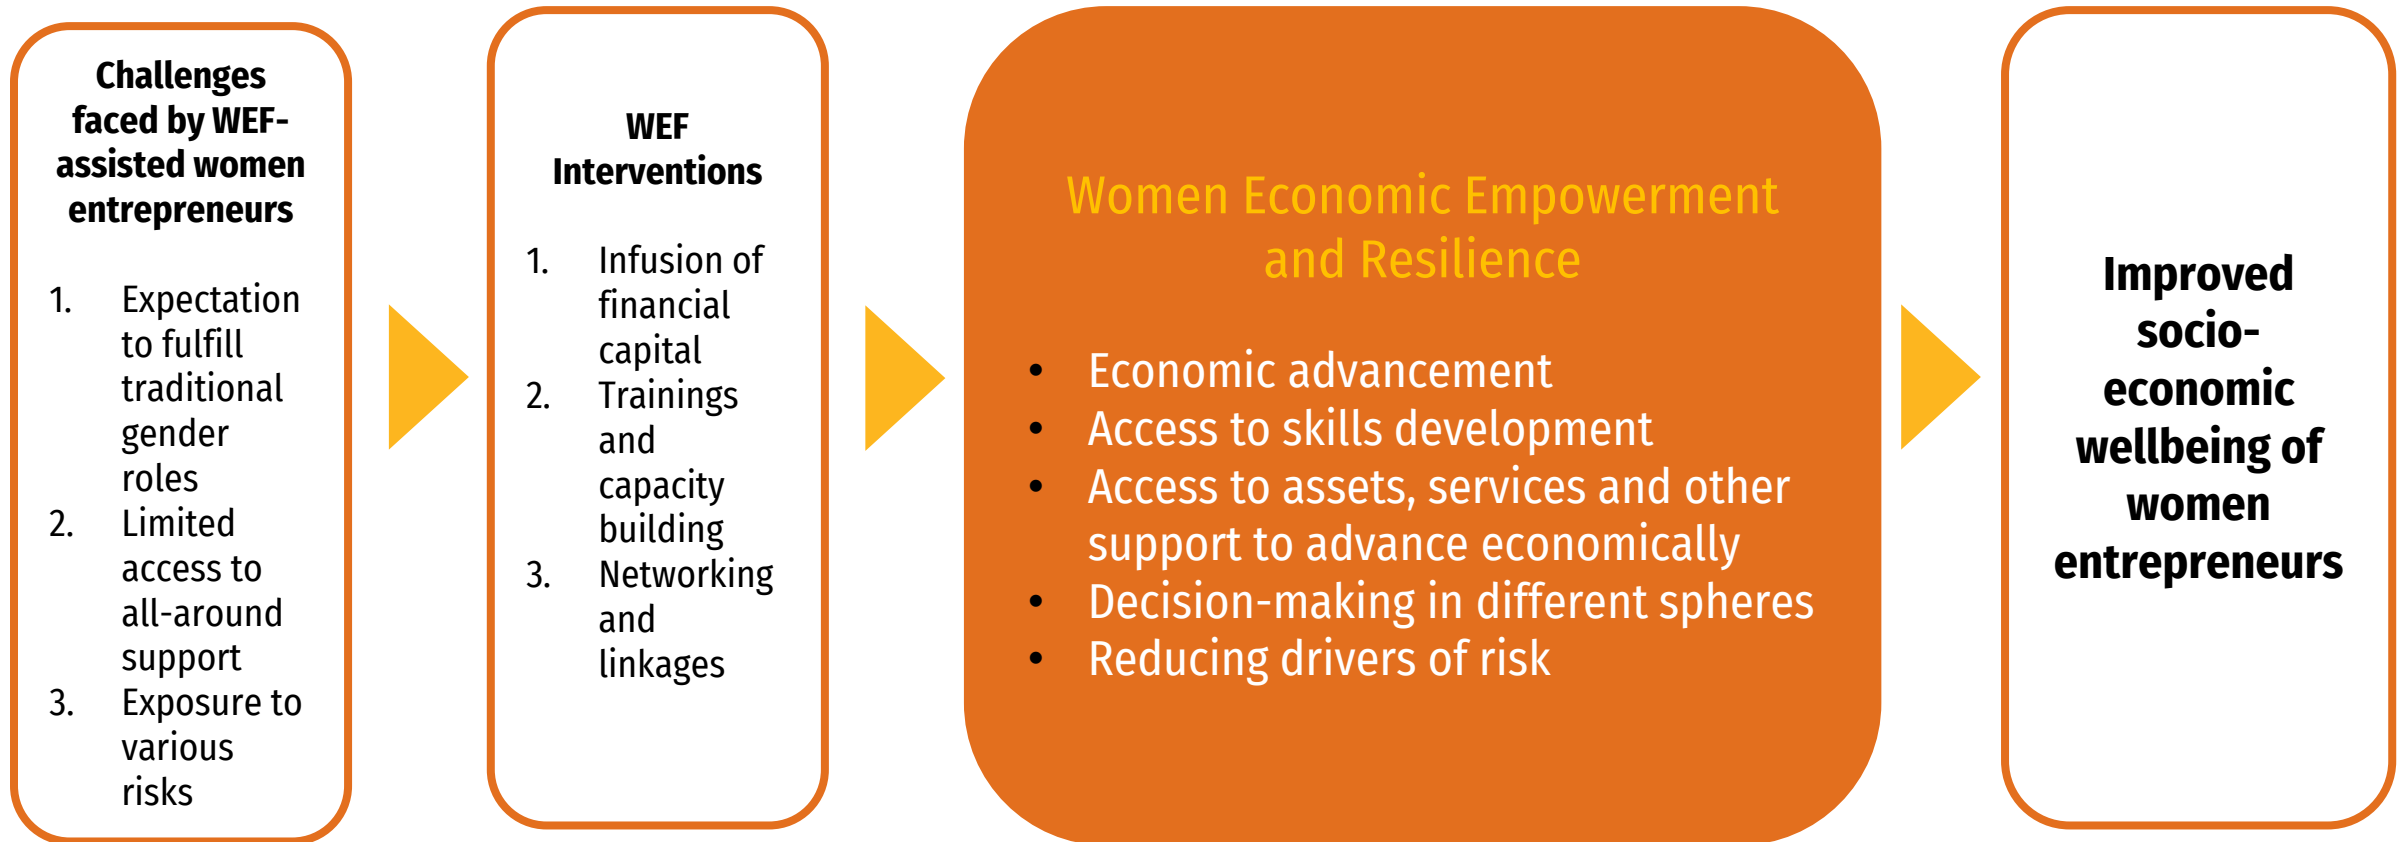 Challenges
faced by WEF-
assisted women
entrepreneurs
1. Expectation
to fulfill
traditional
gender
roles
2. Limited
access to
all-around
support
3. Exposure to
various
risks
WEF
Interventions
1. Infusion of
financial
capital
2. Trainings
and
capacity
building
3. Networking
and
linkages
Women Economic Empowerment
and Resilience
• Economic advancement
• Access to skills development
• Access to assets, services and other
support to advance economically
• Decision-making in different spheres
• Reducing drivers of risk
Improved
socio-
economic
wellbeing of
women
entrepreneurs